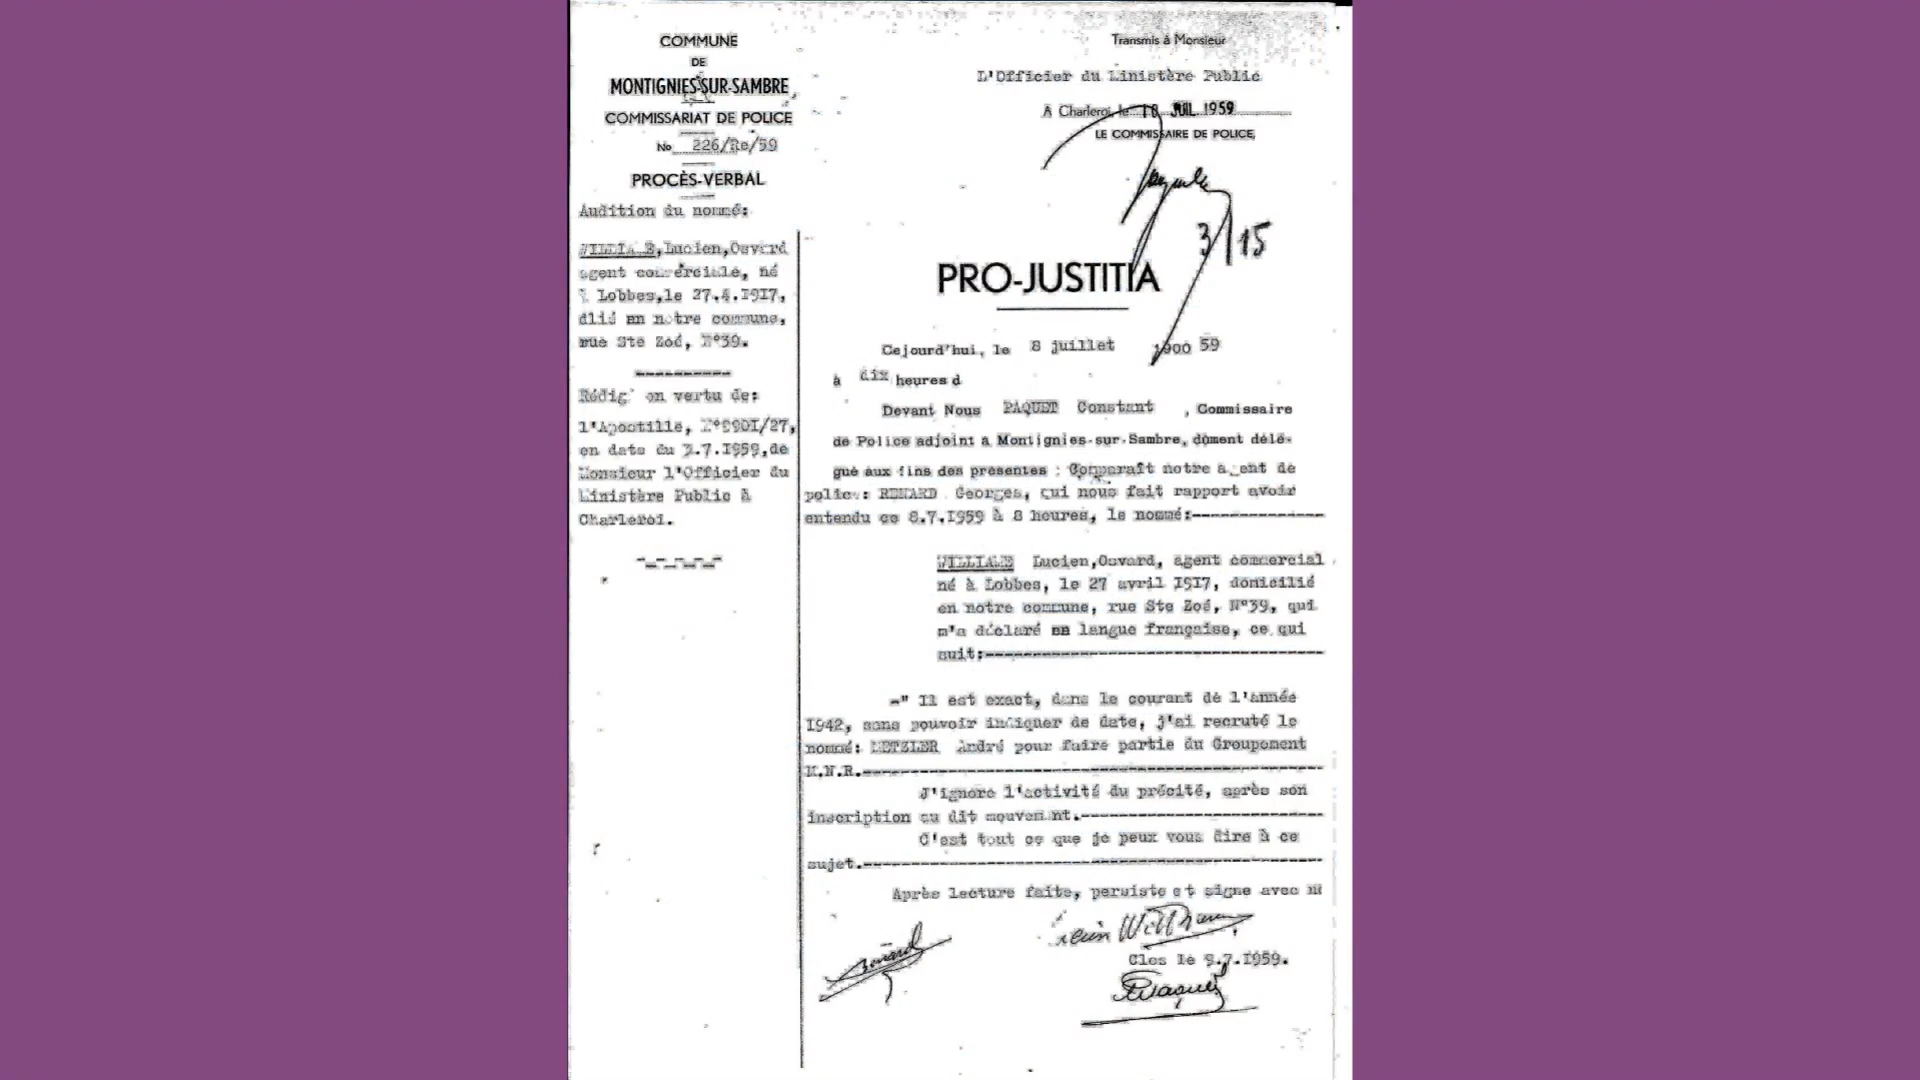 COMMUNE
DE
MONTIGNIES-SUR-SAMBRE
COMMISSARIAT DE POLICE
No 226/Re/59
PROCÈS-VERBAL
Audition du nommé:
Lucien,Osvard
agent commerciale, né
à Lobbes,le 27.4.1917,
en notre commune,
rue Ste Zoé, N°39.
Rédigé en vertu de:
l'Apostille,
en date du 3.7.1959,de
Monsieur l'Officier du
Ministère Public à
Charleroi.
Transmis à Monsieur
L'Officier du Ministère Public
A Charleroi, le 10 JUIL 1959
LE COMMISSAIRE DE POLICE,
3/15
PRO-JUSTITIA
Cejourd'hui, le 8 juillet 1900 59
à dix heures d
Devant Nous PAQUET Constant , Commissaire
de Police adjoint à Montignies-sur-Sambre, dûment délé-
gué aux fins des présentes : Comparaît notre agent de
police: RENARD Georges, qui nous fait rapport avoir
entendu ce 8.7.1959 à 8 heures, le nommé:
WILLIAME Lucien,Osvard, agent commercial
né à Lobbes, le 27 avril 1917, domicilié
en notre commune, rue Ste Zoé, N°39, qui
m'a déclaré en langue française, ce qui
suit:
-" Il est exact, dans le courant de l'année
1942, sans pouvoir indiquer de date, j'ai recruté le
nommé: METZLER André pour faire partie du Groupement
M.N.R.
J'ignore l'activité du précité, après son
inscription au dit mouvement.
C'est tout ce que je peux vous dire à ce
sujet.
Après lecture faite, persiste et signe avec
Renard
Clos le 9.7.1959.